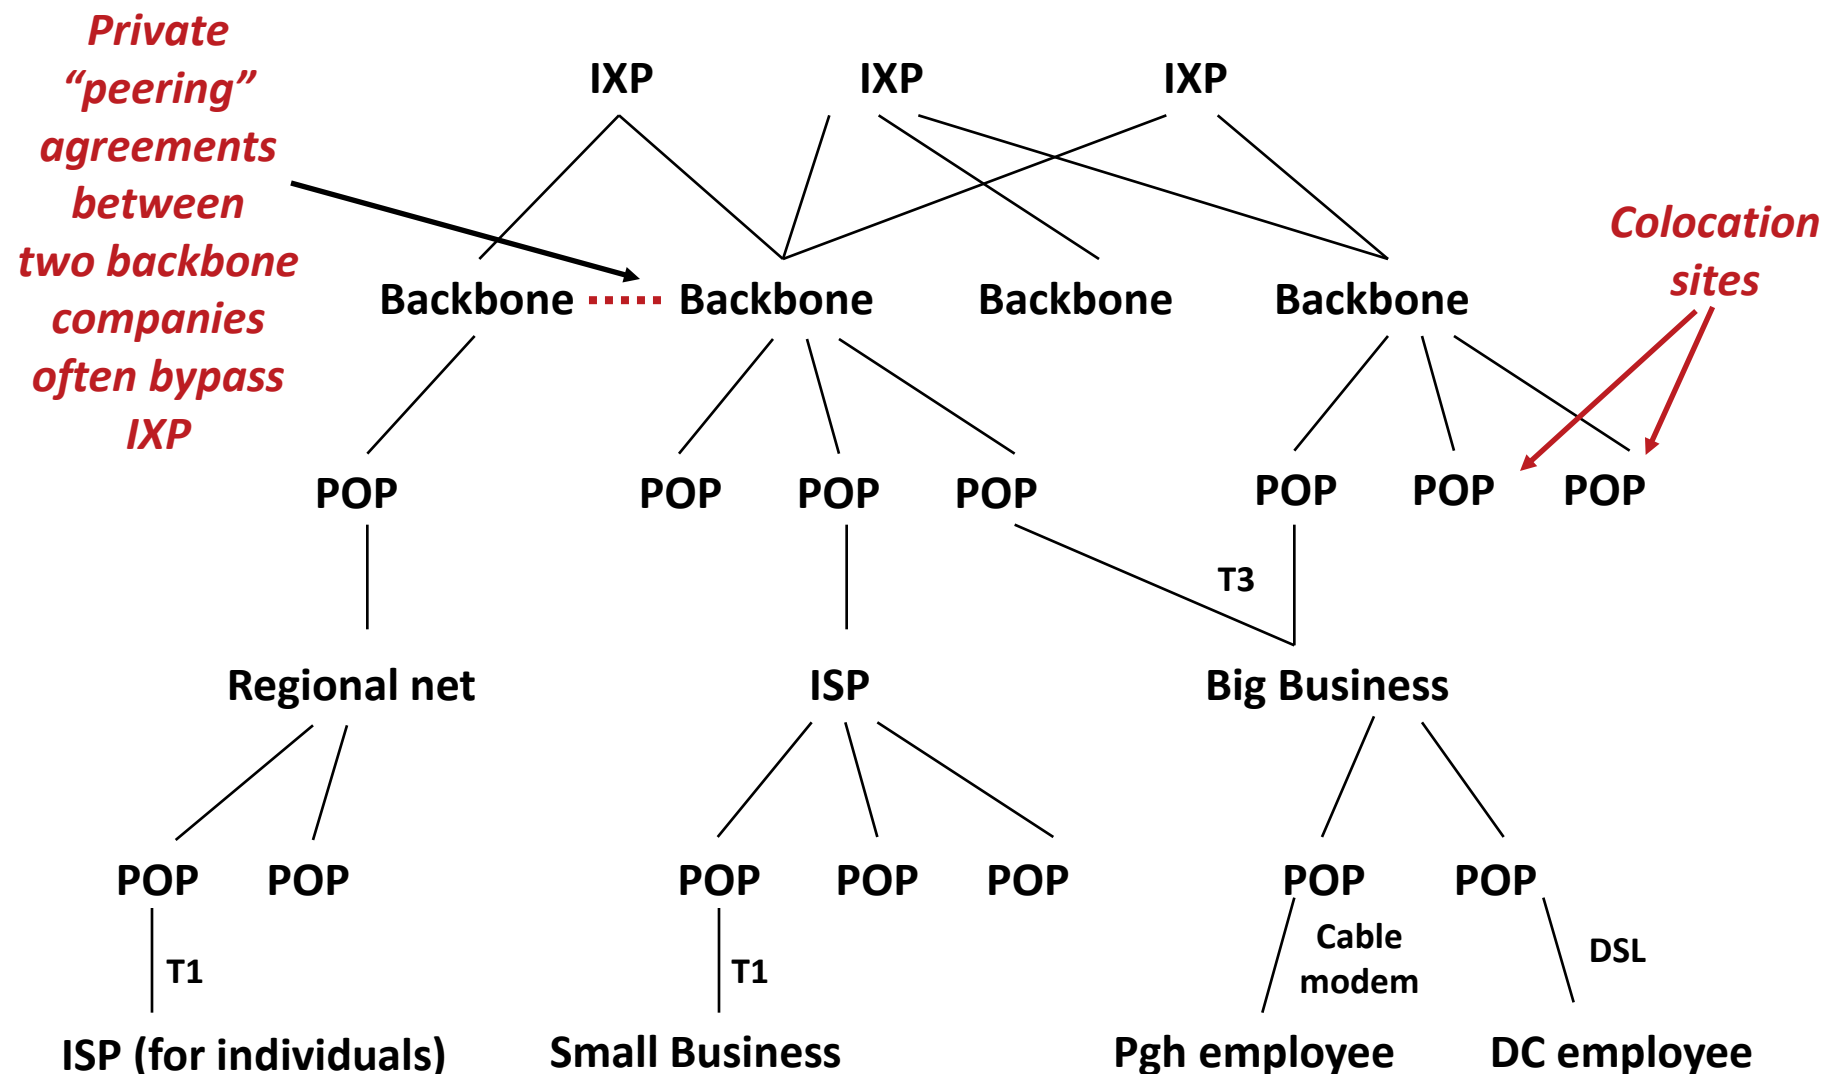 Private
“peering”
agreements
between
two backbone
companies
often bypass
IXP
IXP IXP IXP
Colocation
sites
Backbone Backbone Backbone Backbone
POP POP POP POP POP POP POP
T3
Regional net ISP Big Business
POP POP POP POP POP POP POP
T1 T1 Cable
modem
DSL
ISP (for individuals) Small Business Pgh employee DC employee